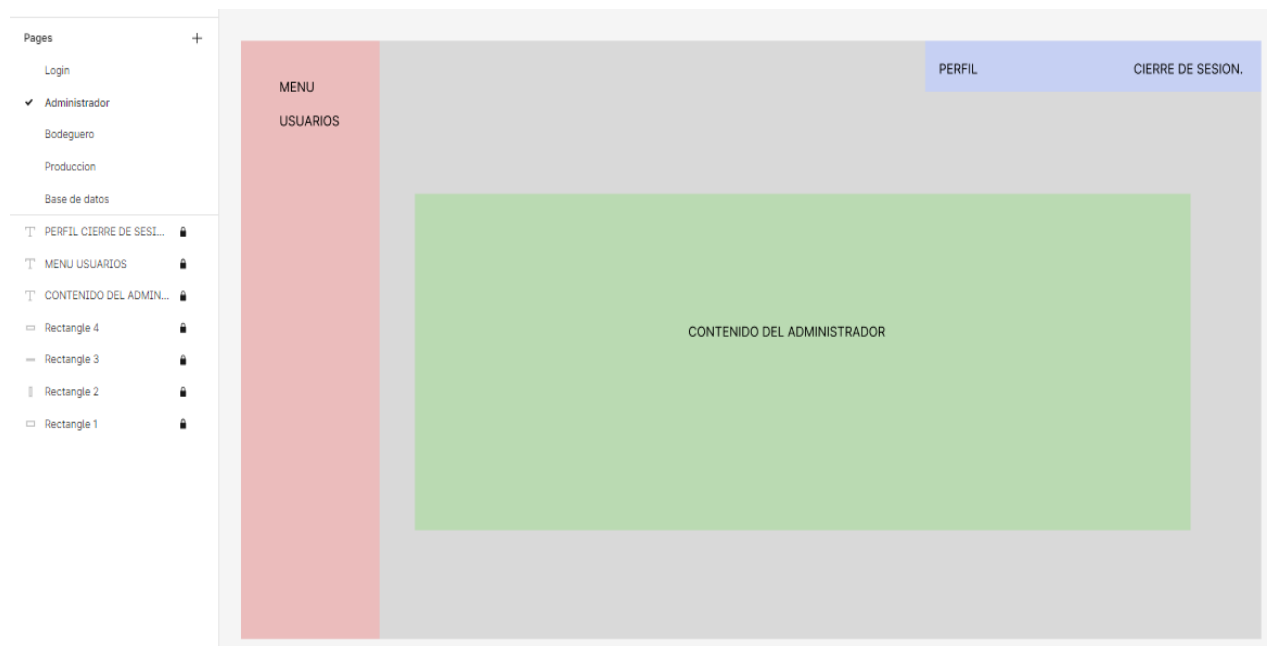 Pages
Login
Administrador
Bodeguero
Produccion
Base de datos
PERFIL CIERRE DE SESI...
MENU USUARIOS
CONTENIDO DEL ADMIN...
Rectangle 4
Rectangle 3
Rectangle 2
Rectangle 1
MENU
USUARIOS
PERFIL CIERRE DE SESION.
CONTENIDO DEL ADMINISTRADOR